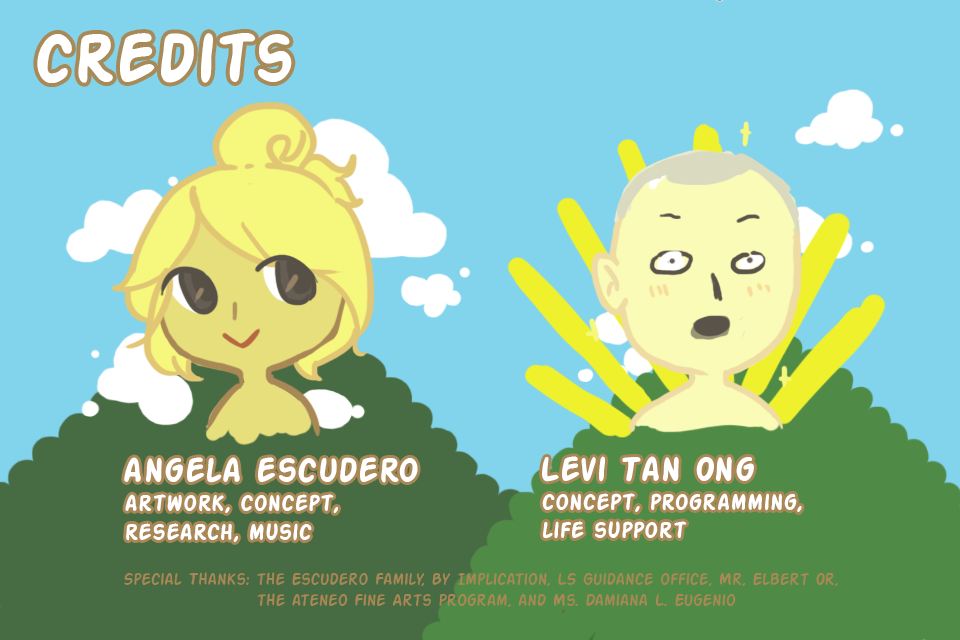 CREDITS
ANGELA ESCUDERO
ARTWORK, CONCEPT,
RESEARCH, MUSIC
LEVI TAN ONG
CONCEPT, PROGRAMMING,
LIFE SUPPORT
SPECIAL THANKS: THE ESCUDERO FAMILY, BY IMPLICATION, LS GUIDANCE OFFICE, MR. ELBERT OR,
THE ATENEO FINE ARTS PROGRAM, AND MS. DAMIANA L. EUGENIO